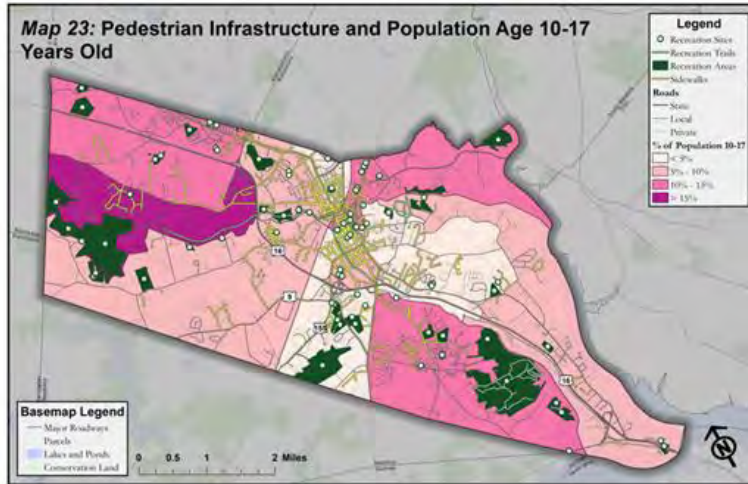 Map 23: Pedestrian Infrastructure and Population Age 10-17
Years Old
Legend
Recreation Sites
Recreation Trails
Recreation Areas
Sidewalks
Roads
State
Local
Private
% of Population 10-17
< 5%
5% - 10%
10% - 15%
> 15%
16
9
16
Basemap Legend
Major Roadways
Parcels
Lakes and Ponds
Conservation Land
0 0.5 1 2 Miles
N